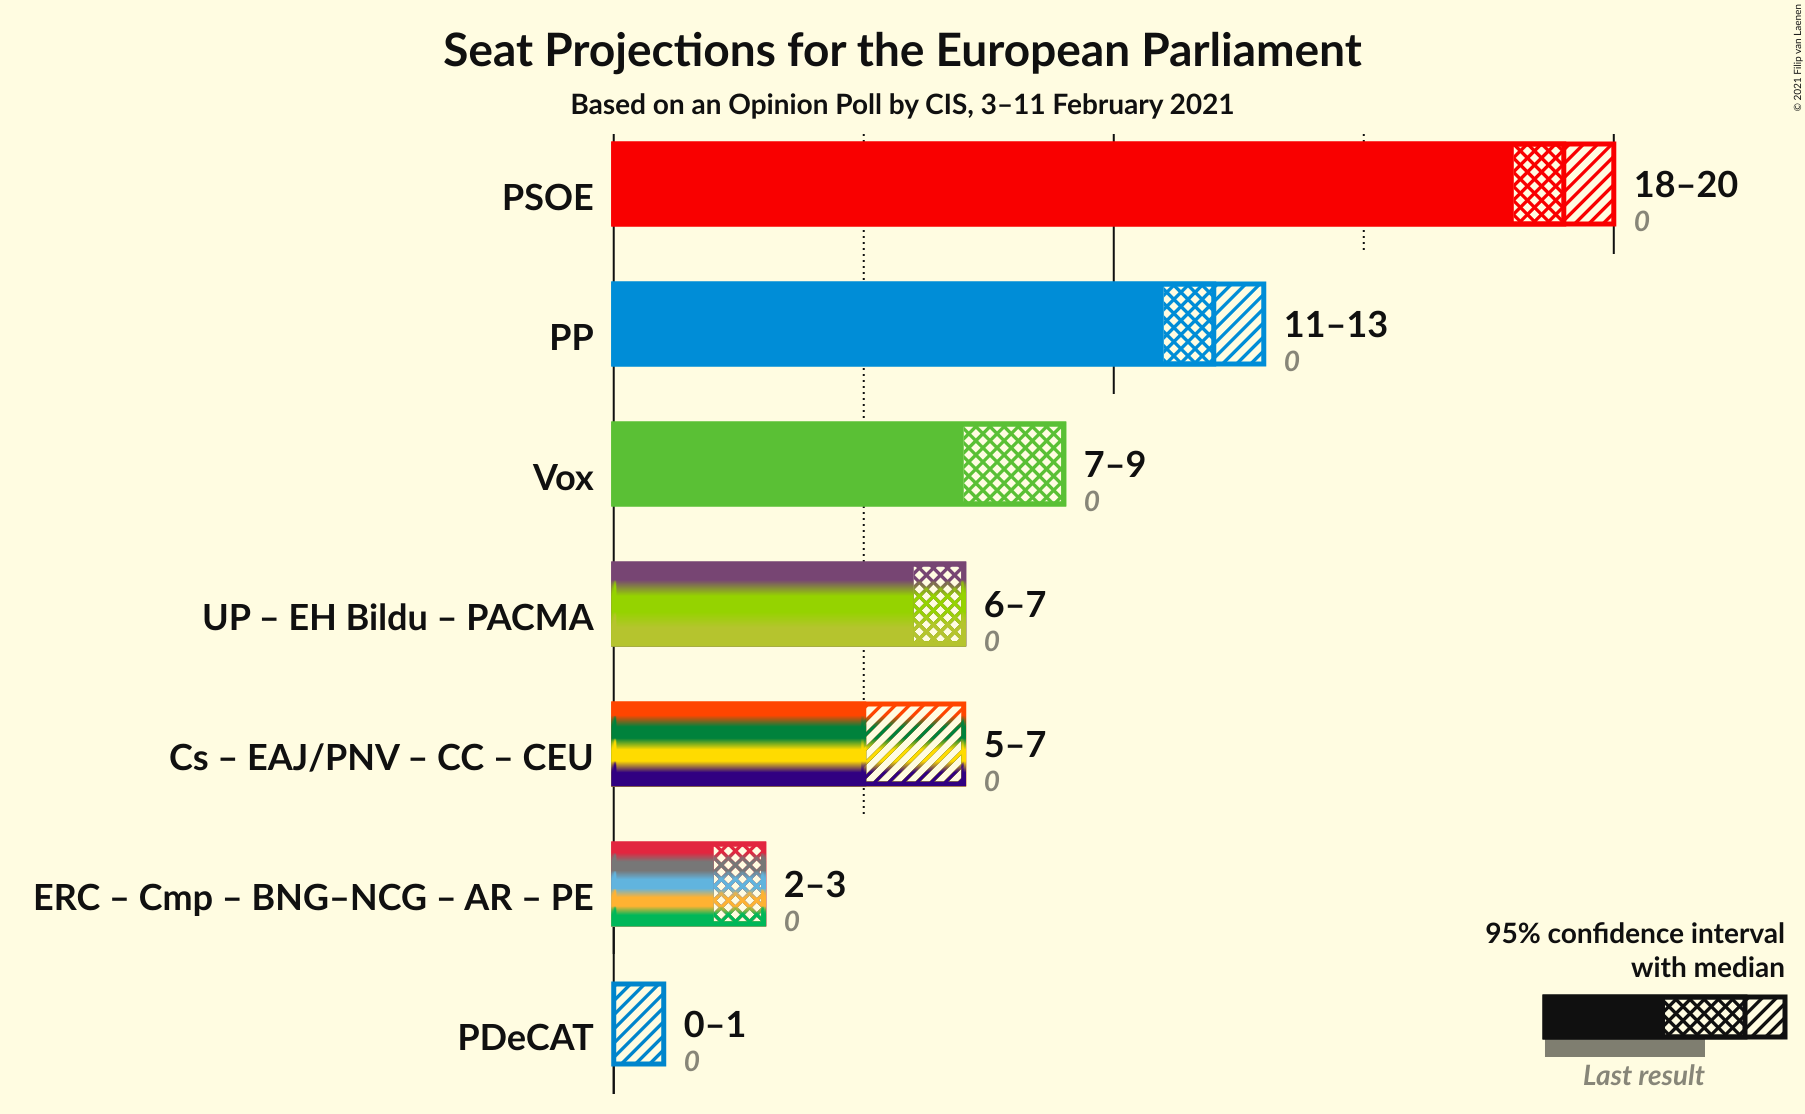 Seat Projections for the European Parliament
Based on an Opinion Poll by CIS, 3–11 February 2021
© 2021 Filip van Laenen
PSOE
18–20
0
PP
11–13
0
Vox
7–9
0
UP – EH Bildu – PACMA
6–7
0
Cs – EAJ/PNV – CC – CEU
5–7
0
ERC – Cmp – BNG–NCG – AR – PE
2–3
0
PDeCAT
0–1
0
95% confidence interval
with median
Last result